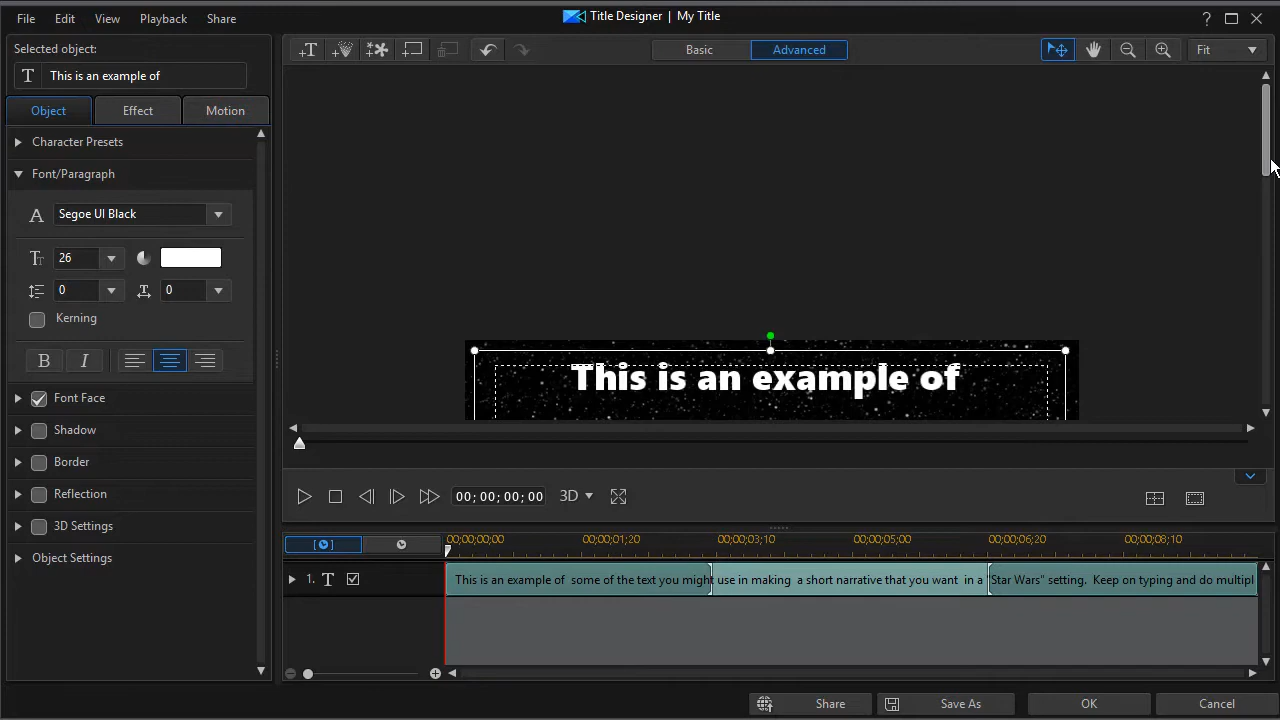 Title Designer | My Title
File Edit View Playback Share
Selected object:
T This is an example of
Basic Advanced Fit
Object Effect Motion
Character Presets
Font/Paragraph
Segoe UI Black
26
0 0
Kerning
B I
Font Face
Shadow
Border
Reflection
3D Settings
Object Settings
This is an example of
00; 00; 00; 00 3D
00;00;00;00 00;00;01;20 00;00;03;10 00;00;05;00 00;00;06;20 00;00;08;10
1. T This is an example of some of the text you might use in making a short narrative that you want in a "Star Wars" setting. Keep on typing and do multipl
Share Save As OK Cancel